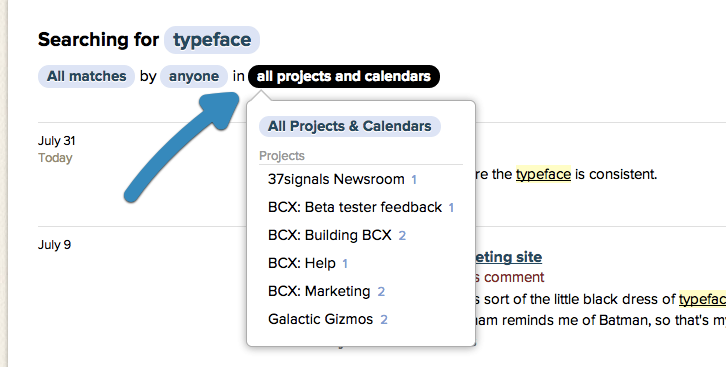 Searching for typeface
All matches by anyone in all projects and calendars
All Projects & Calendars
Projects
37signals Newsroom 1
BCX: Beta tester feedback 1
BCX: Building BCX 2
BCX: Help 1
BCX: Marketing 2
Galactic Gizmos 2
July 31
Today
re the typeface is consistent.
July 9
eting site
s comment
s sort of the little black dress of typefac
am reminds me of Batman, so that's my